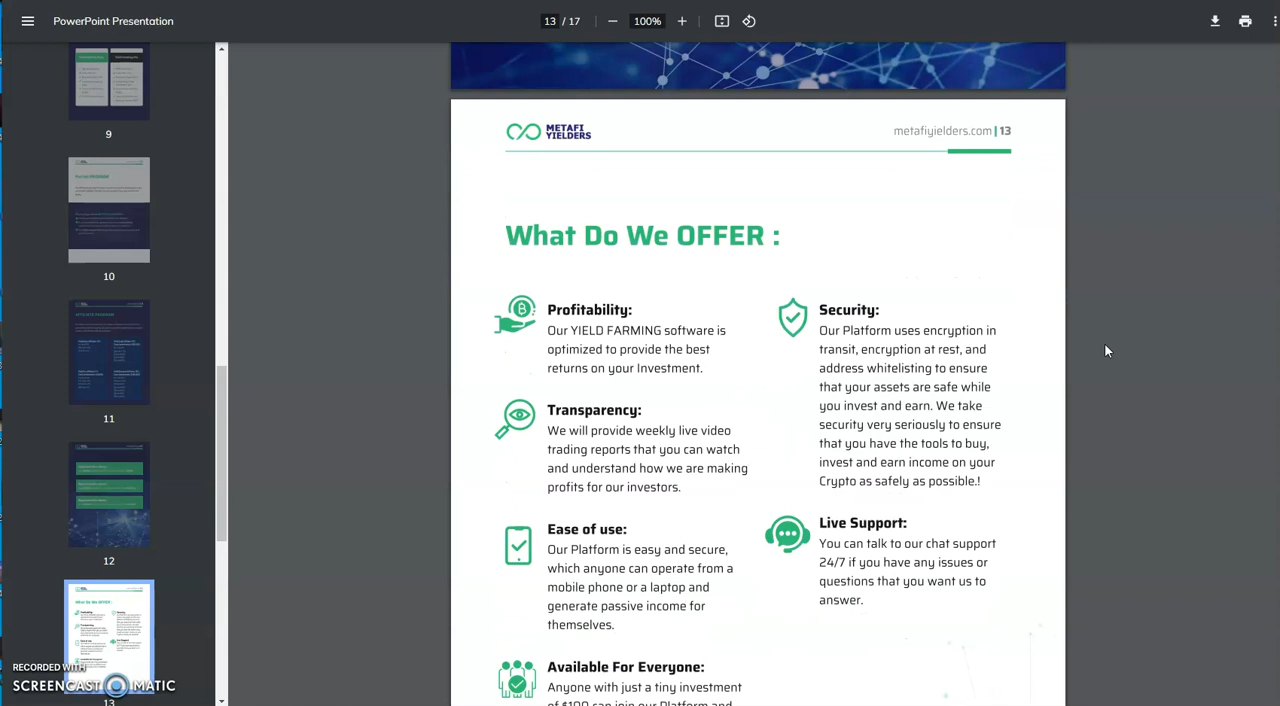 PowerPoint Presentation
13 / 17
100%
9
10
11
12
13
RECORDED WITH
SCREENCAST MATIC
METAFI
YIELDERS
metafiyielders.com | 13
What Do We OFFER :
Profitability:
Our YIELD FARMING software is
optimized to provide the best
returns on your Investment.
Transparency:
We will provide weekly live video
trading reports that you can watch
and understand how we are making
profits for our investors.
Ease of use:
Our Platform is easy and secure,
which anyone can operate from a
mobile phone or a laptop and
generate passive income for
themselves.
Available For Everyone:
Anyone with just a tiny investment
of $100 can join our Platform and
Security:
Our Platform uses encryption in
transit, encryption at rest, and
address whitelisting to ensure
that your assets are safe while
you invest and earn. We take
security very seriously to ensure
that you have the tools to buy,
invest and earn income on your
Crypto as safely as possible.!
Live Support:
You can talk to our chat support
24/7 if you have any issues or
questions that you want us to
answer.